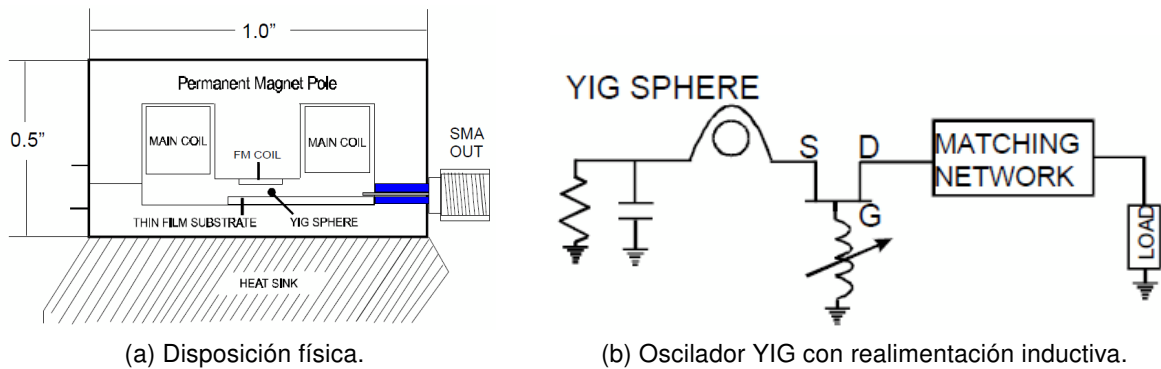 1.0"
Permanent Magnet Pole
0.5"
MAIN COIL
MAIN COIL
FM COIL
SMA
OUT
THIN FILM SUBSTRATE
YIG SPHERE
HEAT SINK
(a) Disposición física.
YIG SPHERE
S
D
G
MATCHING
NETWORK
LOAD
(b) Oscilador YIG con realimentación inductiva.